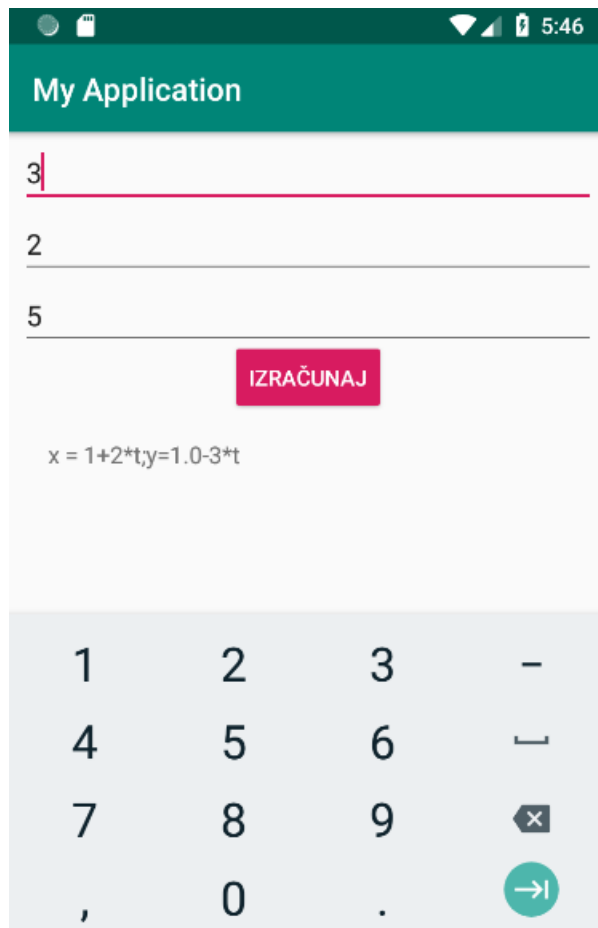 5:46
My Application
3
2
5
IZRAČUNAJ
x = 1+2*t;y=1.0-3*t
1 2 3 -
4 5 6
7 8 9
, 0 .